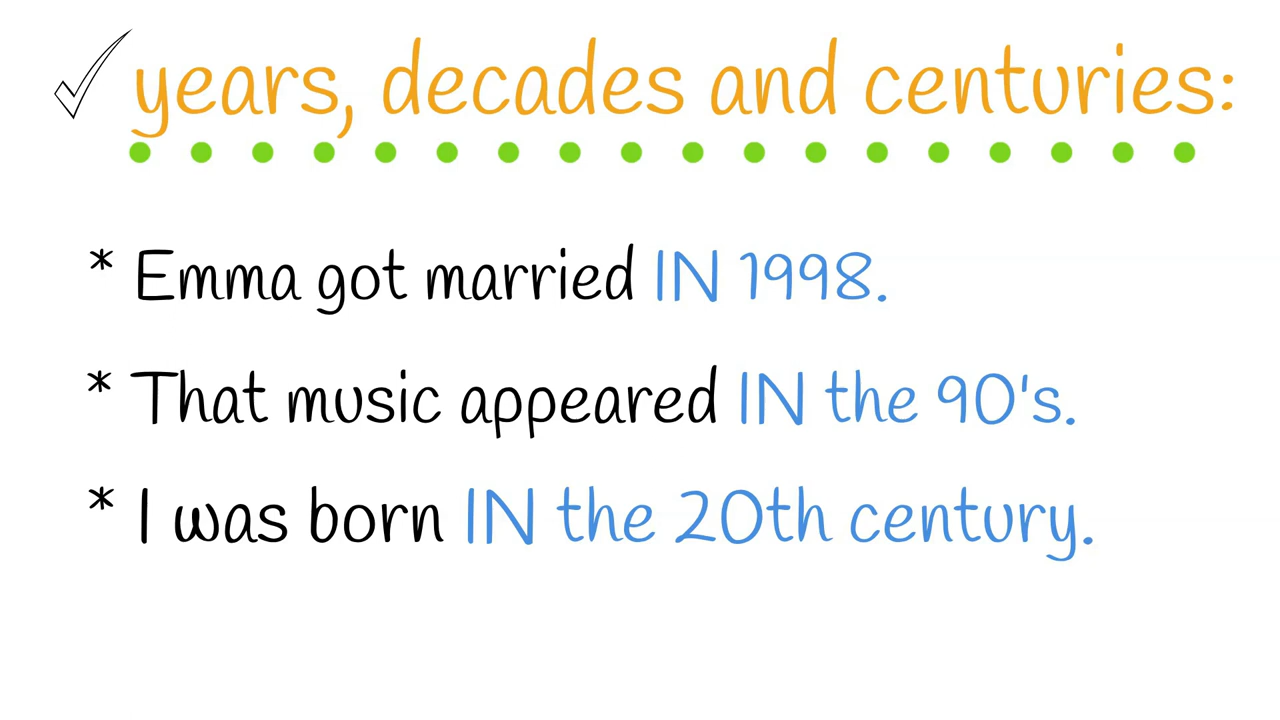 years, decades and centuries:
* Emma got married IN 1998.
* That music appeared IN the 90's.
* I was born IN the 20th century.